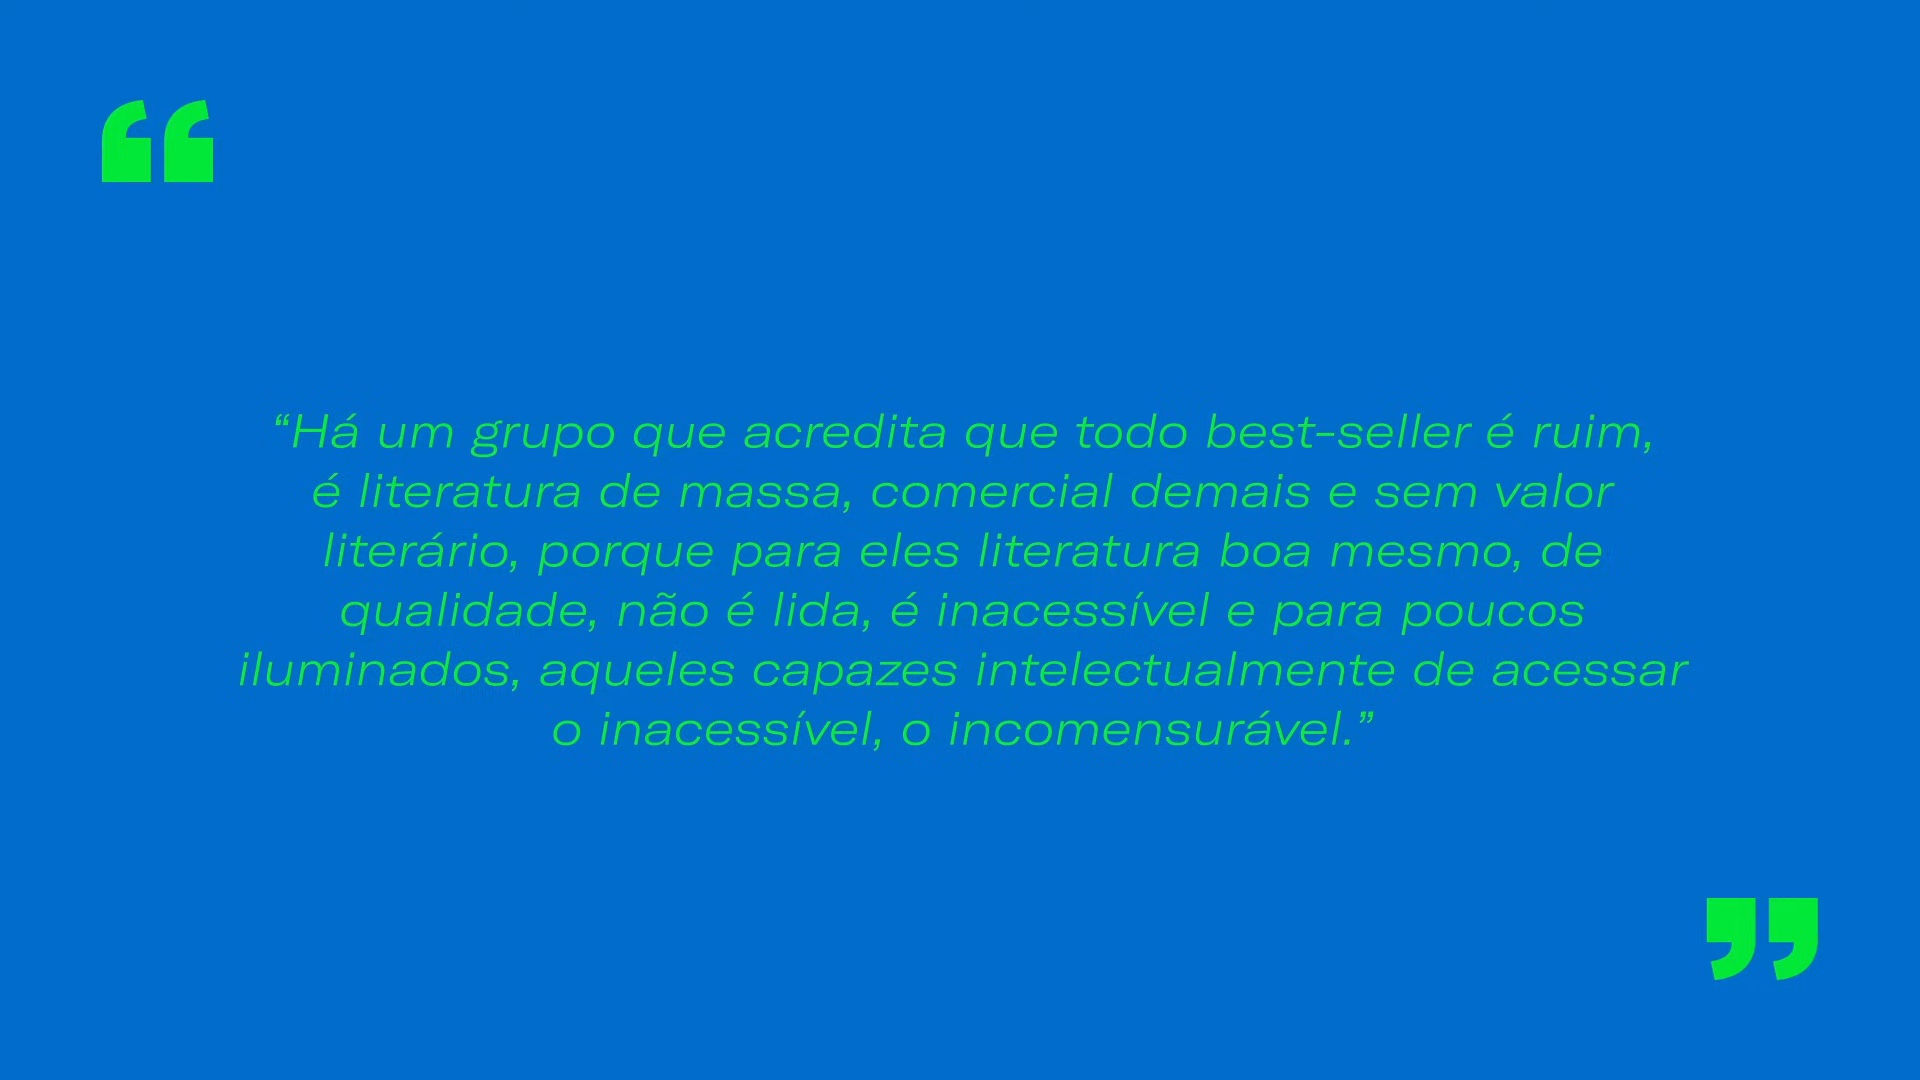 “Há um grupo que acredita que todo best-seller é ruim,
é literatura de massa, comercial demais e sem valor
literário, porque para eles literatura boa mesmo, de
qualidade, não é lida, é inacessível e para poucos
iluminados, aqueles capazes intelectualmente de acessar
o inacessível, o incomensurável.”